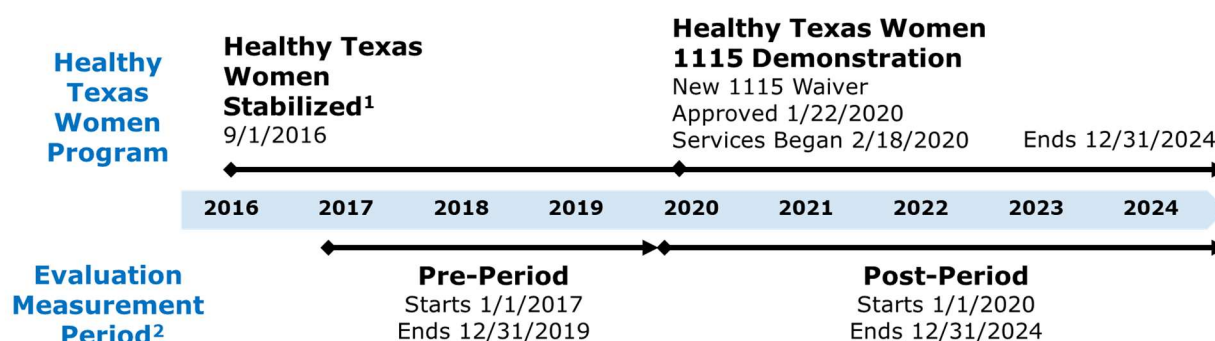 Healthy
Texas
Women
Program
Healthy Texas
Women
Stabilized¹
9/1/2016
Healthy Texas Women
1115 Demonstration
New 1115 Waiver
Approved 1/22/2020
Services Began 2/18/2020
Ends 12/31/2024
2016 2017 2018 2019 2020 2021 2022 2023 2024
Evaluation
Measurement
Period²
Pre-Period
Starts 1/1/2017
Ends 12/31/2019
Post-Period
Starts 1/1/2020
Ends 12/31/2024